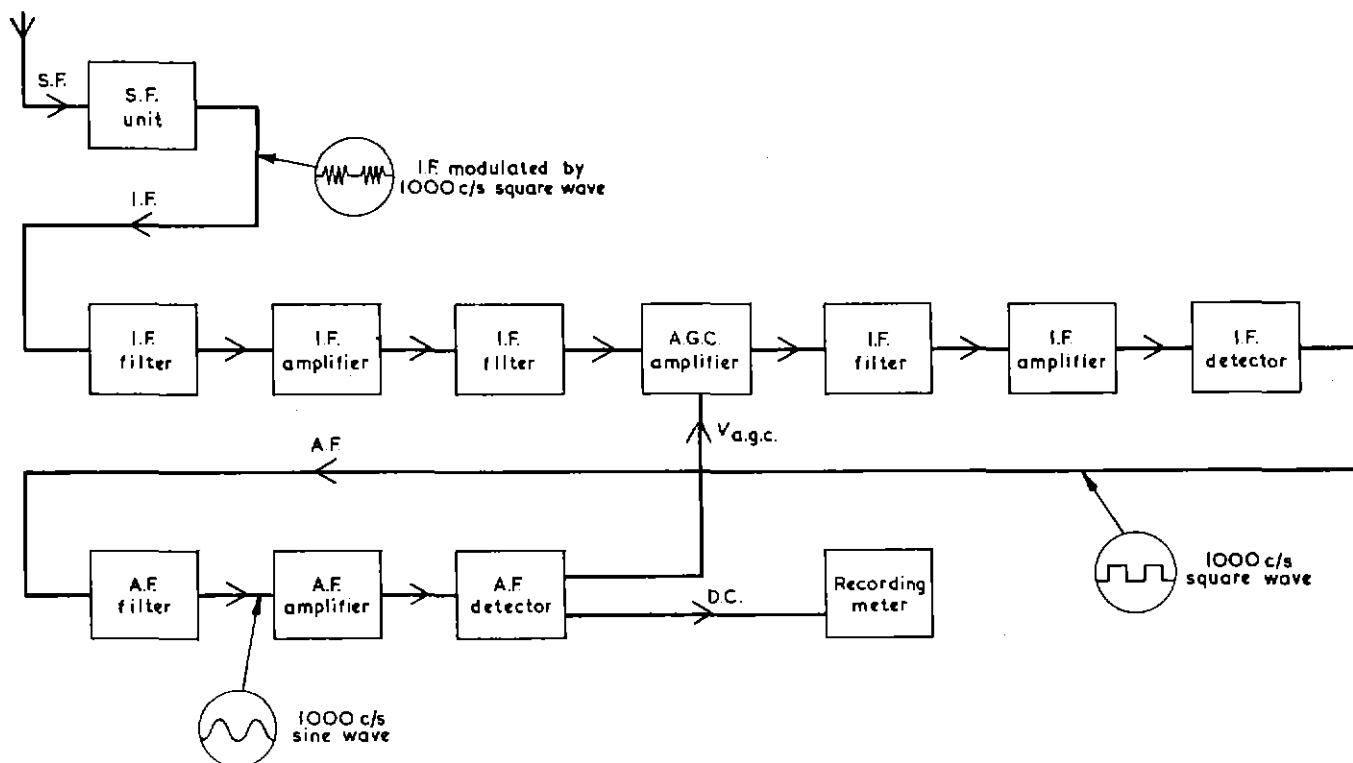 S.F.
S.F.
unit
I.F. modulated by
1000 c/s square wave
I.F.
I.F.
filter
I.F.
amplifier
I.F.
filter
A.G.C.
amplifier
I.F.
filter
I.F.
amplifier
I.F.
detector
Va.g.c.
A.F.
A.F.
filter
A.F.
amplifier
A.F.
detector
D.C.
Recording
meter
1000 c/s
square wave
1000 c/s
sine wave